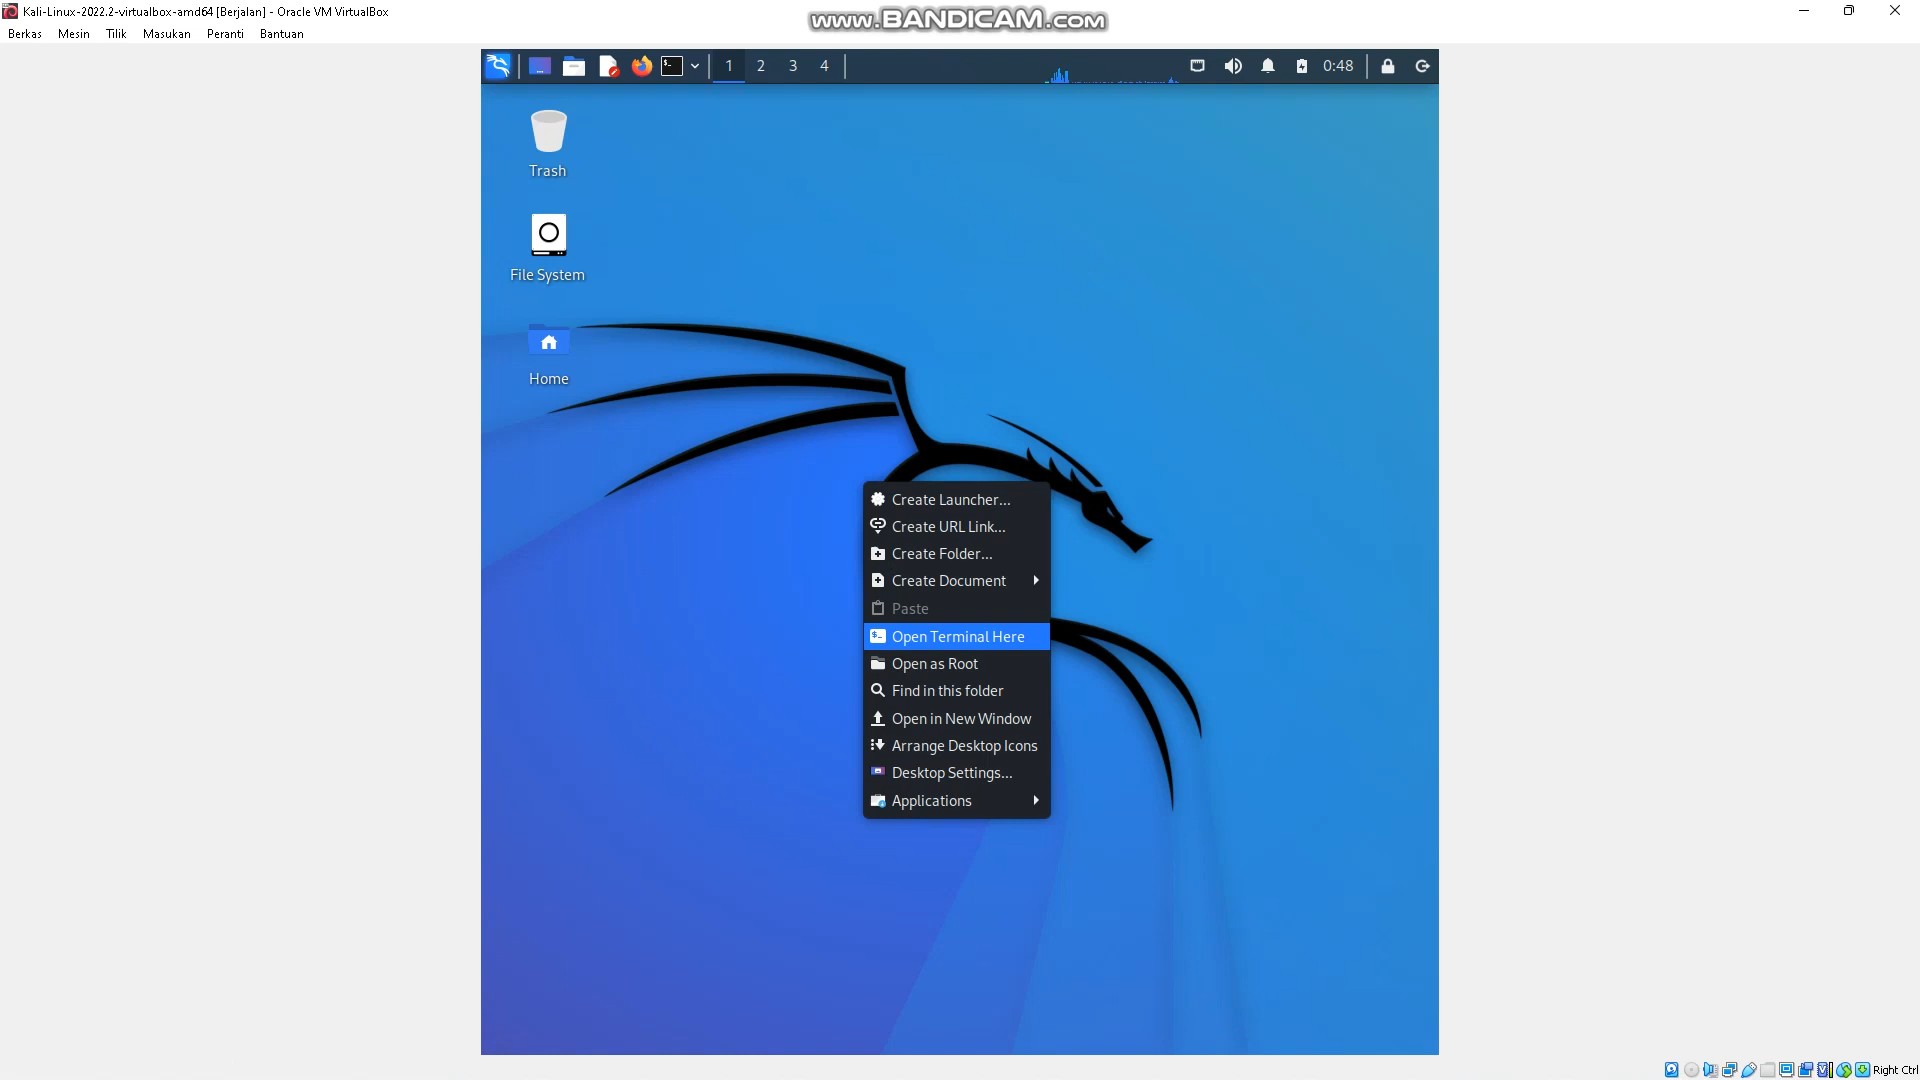 Kali-Linux-2022.2-virtualbox-amd64 [Berjalan] - Oracle VM VirtualBox
www.BANDICAM.com
Berkas Mesin Tilik Masukan Peranti Bantuan
1 2 3 4 0:48
Trash
File System
Home
Create Launcher...
Create URL Link...
Create Folder...
Create Document
Paste
Open Terminal Here
Open as Root
Find in this folder
Open in New Window
Arrange Desktop Icons
Desktop Settings...
Applications
Right Ctrl